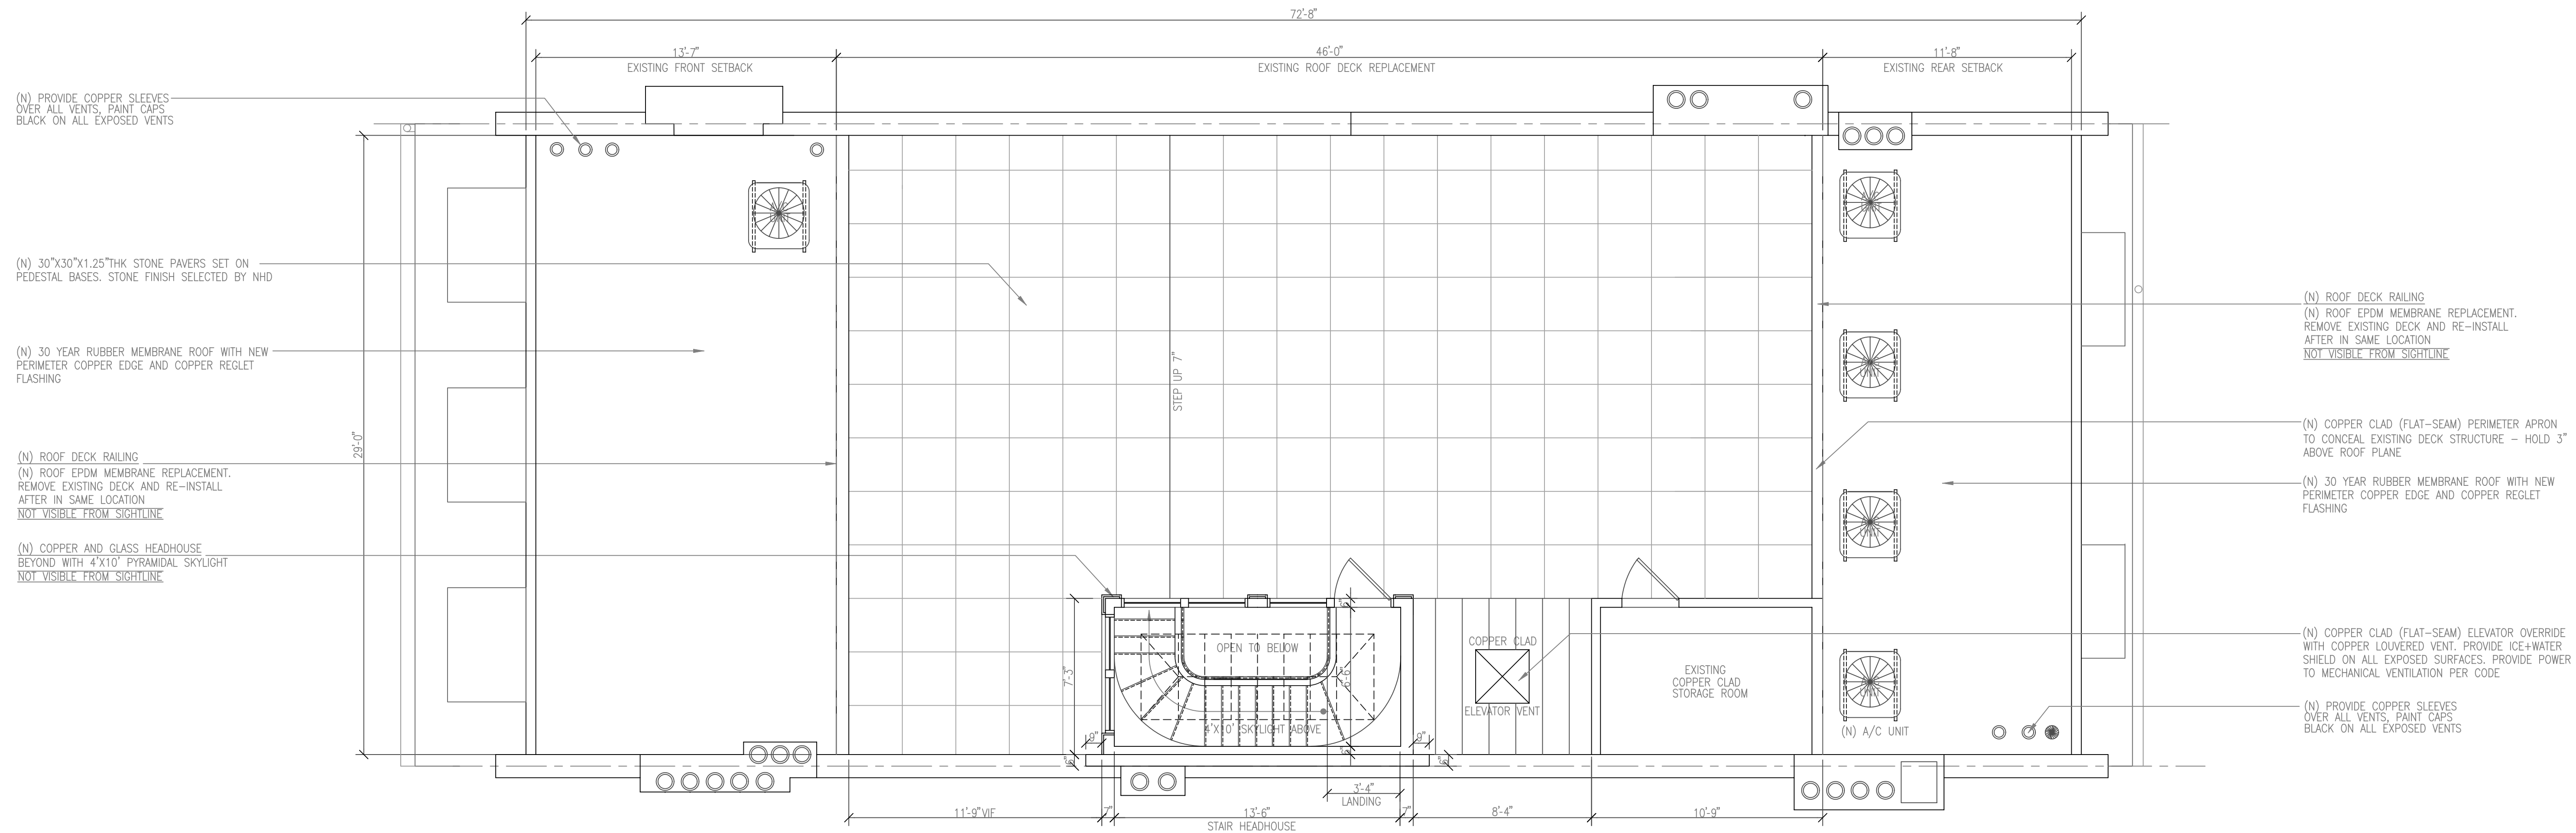 72'-8"
13'-7"
EXISTING FRONT SETBACK
46'-0"
EXISTING ROOF DECK REPLACEMENT
11'-8"
EXISTING REAR SETBACK
(N) PROVIDE COPPER SLEEVES
OVER ALL VENTS, PAINT CAPS
BLACK ON ALL EXPOSED VENTS
(N) 30"X30"X1.25"THK STONE PAVERS SET ON
PEDESTAL BASES. STONE FINISH SELECTED BY NHD
(N) 30 YEAR RUBBER MEMBRANE ROOF WITH NEW
PERIMETER COPPER EDGE AND COPPER REGLET
FLASHING
(N) ROOF DECK RAILING
(N) ROOF EPDM MEMBRANE REPLACEMENT.
REMOVE EXISTING DECK AND RE-INSTALL
AFTER IN SAME LOCATION
NOT VISIBLE FROM SIGHTLINE
(N) COPPER AND GLASS HEADHOUSE
BEYOND WITH 4'X10' PYRAMIDAL SKYLIGHT
NOT VISIBLE FROM SIGHTLINE
29'-0"
STEP UP 7"
7'-3"
9"
6"
OPEN TO BELOW
6'-6"
4'X10' SKYLIGHT ABOVE
9"
6"
COPPER CLAD
ELEVATOR VENT
EXISTING
COPPER CLAD
STORAGE ROOM
A/C
UNIT
A/C
UNIT
A/C
UNIT
A/C
UNIT
A/C
UNIT
(N) A/C UNIT
(N) ROOF DECK RAILING
(N) ROOF EPDM MEMBRANE REPLACEMENT.
REMOVE EXISTING DECK AND RE-INSTALL
AFTER IN SAME LOCATION
NOT VISIBLE FROM SIGHTLINE
(N) COPPER CLAD (FLAT-SEAM) PERIMETER APRON
TO CONCEAL EXISTING DECK STRUCTURE - HOLD 3"
ABOVE ROOF PLANE
(N) 30 YEAR RUBBER MEMBRANE ROOF WITH NEW
PERIMETER COPPER EDGE AND COPPER REGLET
FLASHING
(N) COPPER CLAD (FLAT-SEAM) ELEVATOR OVERRIDE
WITH COPPER LOUVERED VENT. PROVIDE ICE+WATER
SHIELD ON ALL EXPOSED SURFACES. PROVIDE POWER
TO MECHANICAL VENTILATION PER CODE
(N) PROVIDE COPPER SLEEVES
OVER ALL VENTS, PAINT CAPS
BLACK ON ALL EXPOSED VENTS
3'-4"
LANDING
11'-9"VIF
7"
13'-6"
STAIR HEADHOUSE
7"
8'-4"
10'-9"